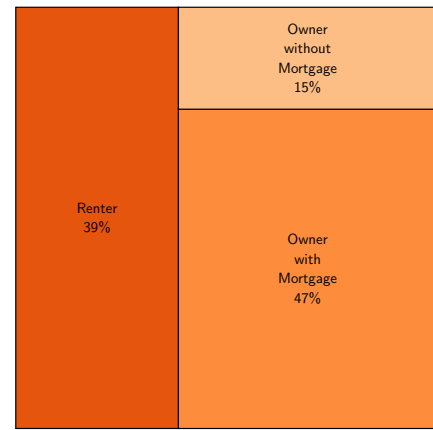 Owner
without
Mortgage
15%
Renter
39%
Owner
with
Mortgage
47%